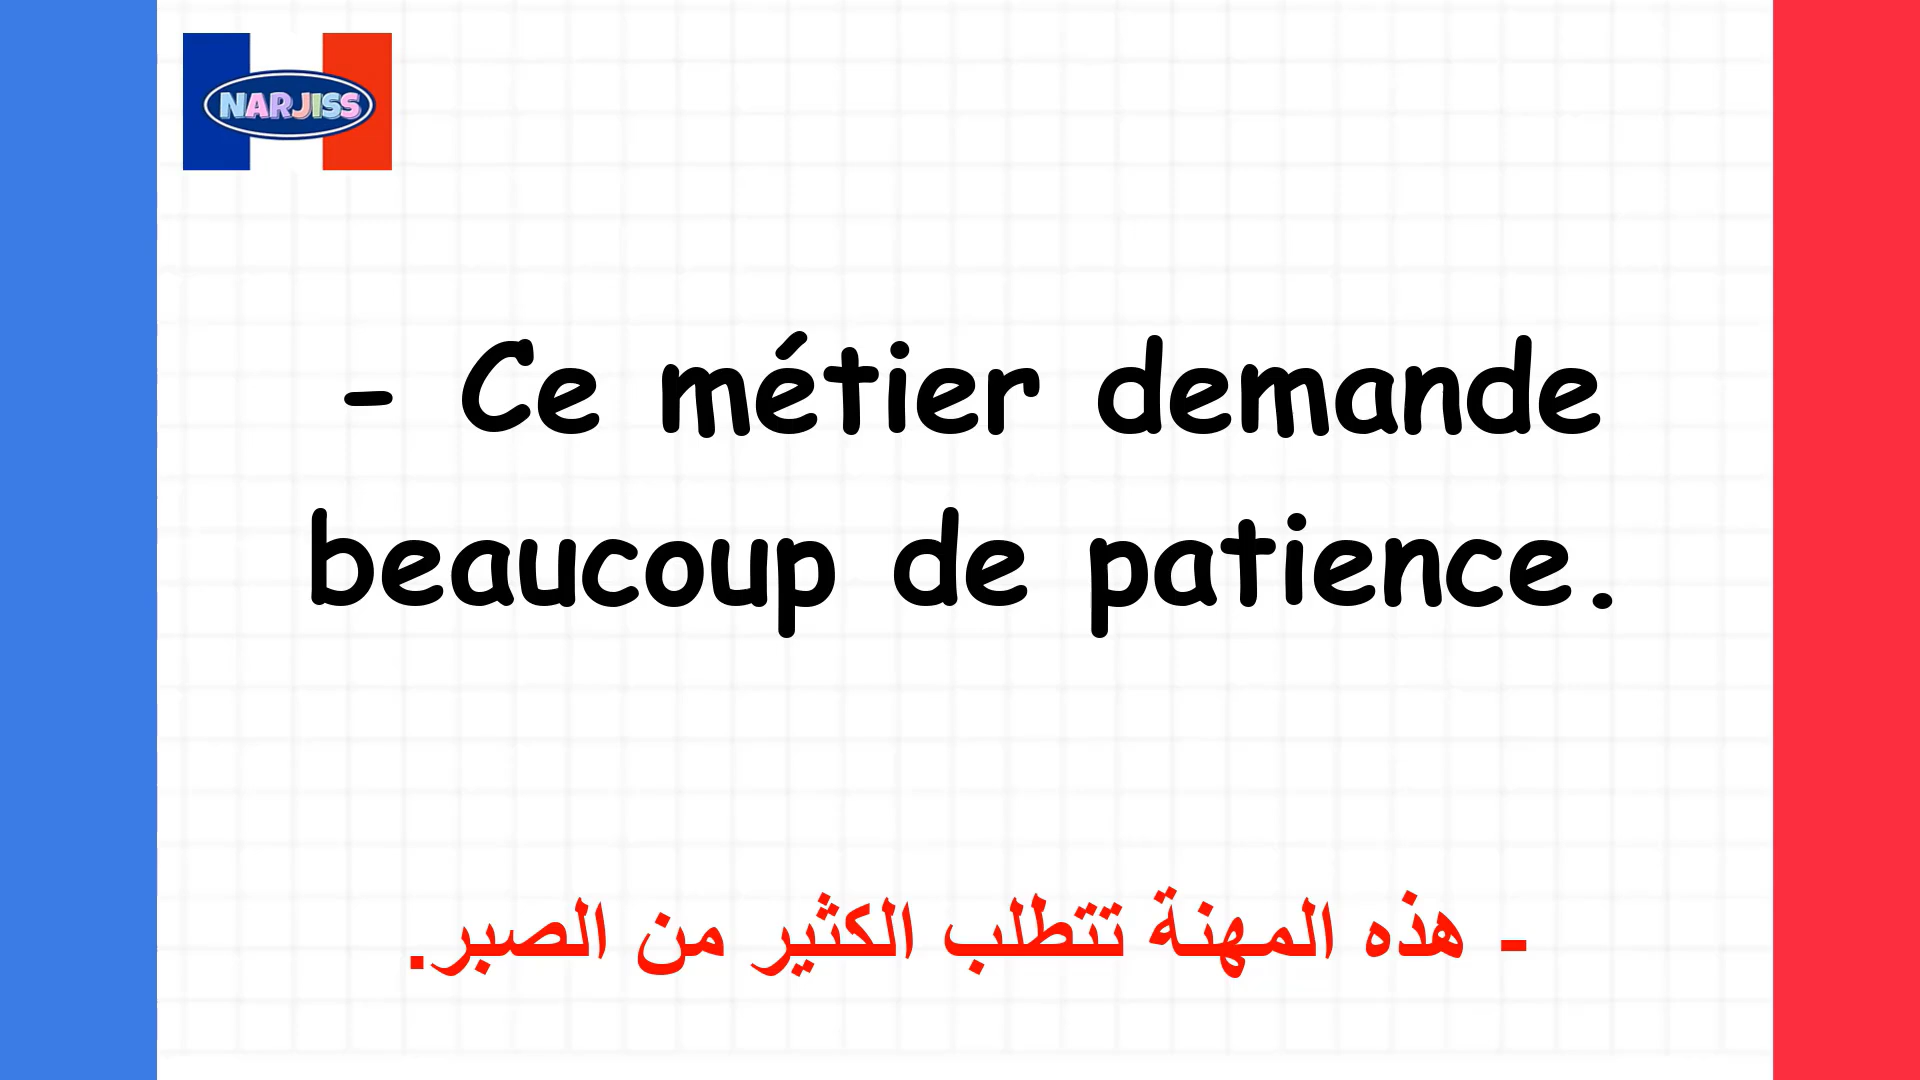 NARJISS
- Ce métier demande
beaucoup de patience.
- هذه المهنة تتطلب الكثير من الصبر.